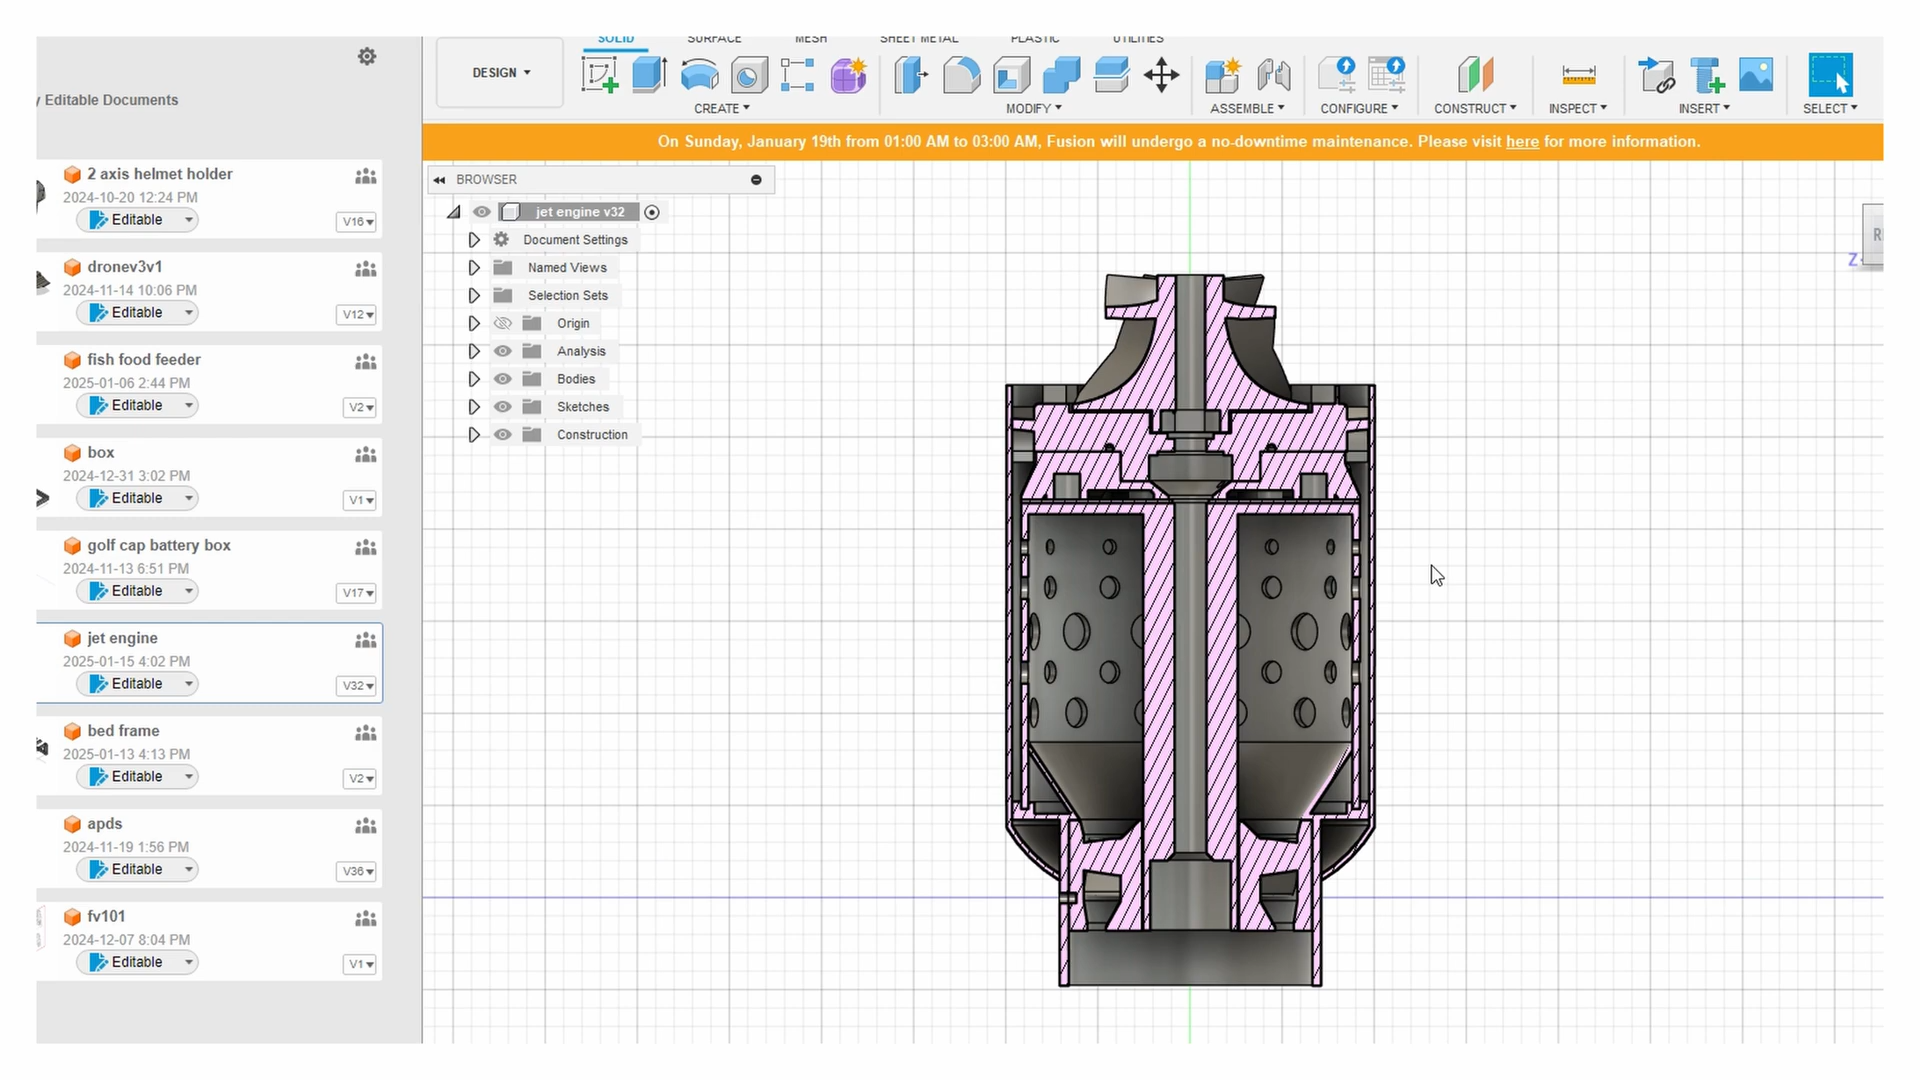 SOLID SURFACE MESH SHEET METAL PLASTIC UTILITIES
DESIGN
CREATE MODIFY ASSEMBLE CONFIGURE CONSTRUCT INSPECT INSERT SELECT
On Sunday, January 19th from 01:00 AM to 03:00 AM, Fusion will undergo a no-downtime maintenance. Please visit here for more information.
Editable Documents
2 axis helmet holder
2024-10-20 12:24 PM
Editable V16
dronev3v1
2024-11-14 10:06 PM
Editable V12
fish food feeder
2025-01-06 2:44 PM
Editable V2
box
2024-12-31 3:02 PM
Editable V1
golf cap battery box
2024-11-13 6:51 PM
Editable V17
jet engine
2025-01-15 4:02 PM
Editable V32
bed frame
2025-01-13 4:13 PM
Editable V2
apds
2024-11-19 1:56 PM
Editable V36
fv101
2024-12-07 8:04 PM
Editable V1
BROWSER
jet engine v32
Document Settings
Named Views
Selection Sets
Origin
Analysis
Bodies
Sketches
Construction
Z